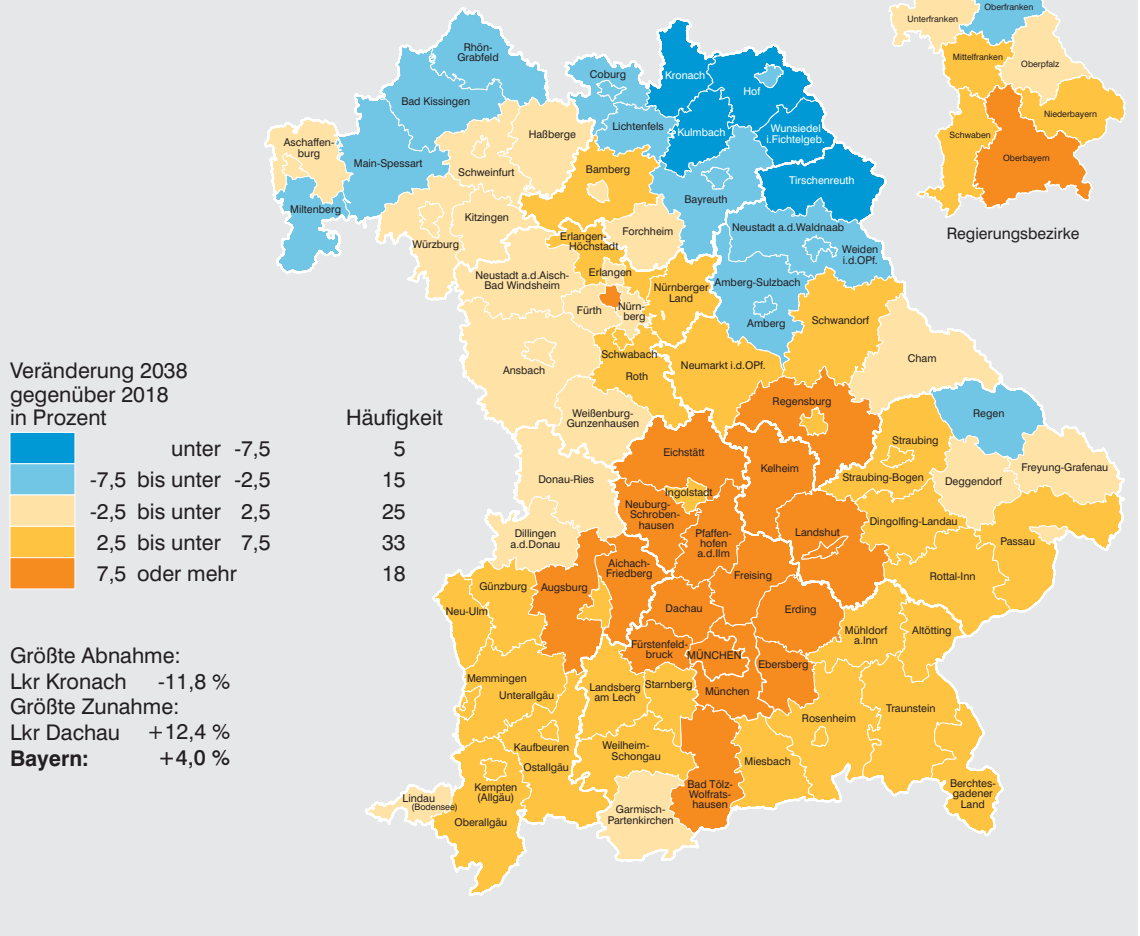 Oberfranken
Unterfranken
Mittelfranken
Oberpfalz
Niederbayern
Schwaben
Oberbayern
Regierungsbezirke
Rhön-
Grabfeld
Coburg
Kronach
Hof
Bad Kissingen
Lichtenfels
Kulmbach
Wunsiedel
i.Fichtelgeb.
Aschaffen-
burg
Main-Spessart
Haßberge
Schweinfurt
Bamberg
Tirschenreuth
Miltenberg
Bayreuth
Kitzingen
Würzburg
Forchheim
Erlangen-
Höchstadt
Neustadt a.d.Waldnaab
Weiden
i.d.OPf.
Neustadt a.d.Aisch-
Bad Windsheim
Erlangen
Nürnberger
Land
Amberg-Sulzbach
Fürth
Nürn-
berg
Amberg
Schwandorf
Ansbach
Schwabach
Roth
Neumarkt i.d.OPf.
Cham
Weißenburg-
Gunzenhausen
Regensburg
Regen
Eichstätt
Kelheim
Straubing
Straubing-Bogen
Freyung-Grafenau
Deggendorf
Donau-Ries
Ingolstadt
Neuburg-
Schroben-
hausen
Pfaffen-
hofen
a.d.Ilm
Landshut
Dingolfing-Landau
Passau
Dillingen
a.d.Donau
Aichach-
Friedberg
Freising
Rottal-Inn
Günzburg
Augsburg
Neu-Ulm
Dachau
Erding
Mühldorf
a.Inn
Altötting
Fürstenfeld-
bruck
MÜNCHEN
Ebersberg
Memmingen
Unterallgäu
Landsberg
am Lech
Starnberg
München
Rosenheim
Traunstein
Kaufbeuren
Ostallgäu
Weilheim-
Schongau
Miesbach
Kempten
(Allgäu)
Bad Tölz-
Wolfrats-
hausen
Berchtes-
gadener
Land
Lindau
(Bodensee)
Oberallgäu
Garmisch-
Partenkirchen
Veränderung 2038
gegenüber 2018
in Prozent Häufigkeit
unter -7,5 5
-7,5 bis unter -2,5 15
-2,5 bis unter 2,5 25
2,5 bis unter 7,5 33
7,5 oder mehr 18
Größte Abnahme:
Lkr Kronach -11,8 %
Größte Zunahme:
Lkr Dachau +12,4 %
Bayern: +4,0 %